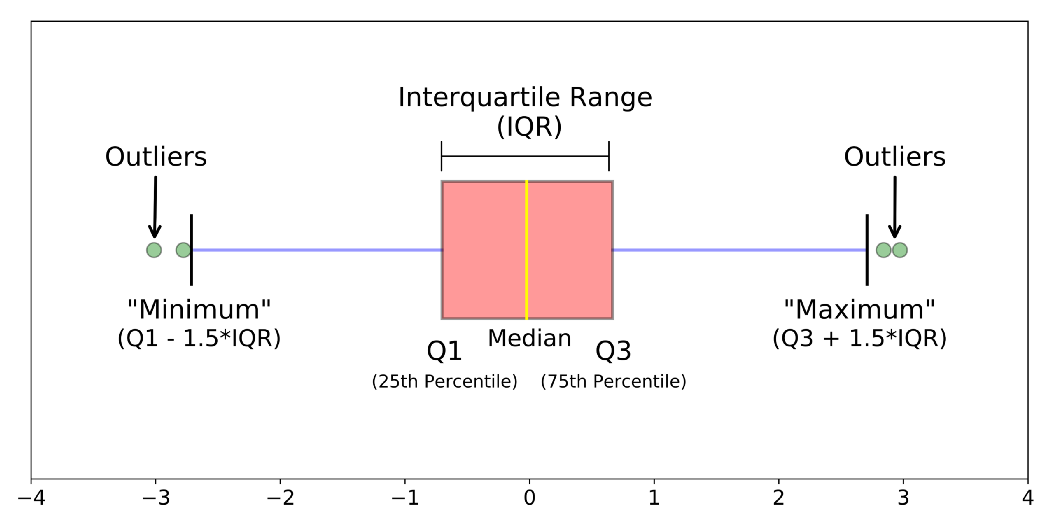 Interquartile Range
(IQR)
Outliers
Outliers
"Minimum"
(Q1 - 1.5*IQR)
"Maximum"
(Q3 + 1.5*IQR)
Median
Q1
Q3
(25th Percentile)
(75th Percentile)
−4 −3 −2 −1 0 1 2 3 4